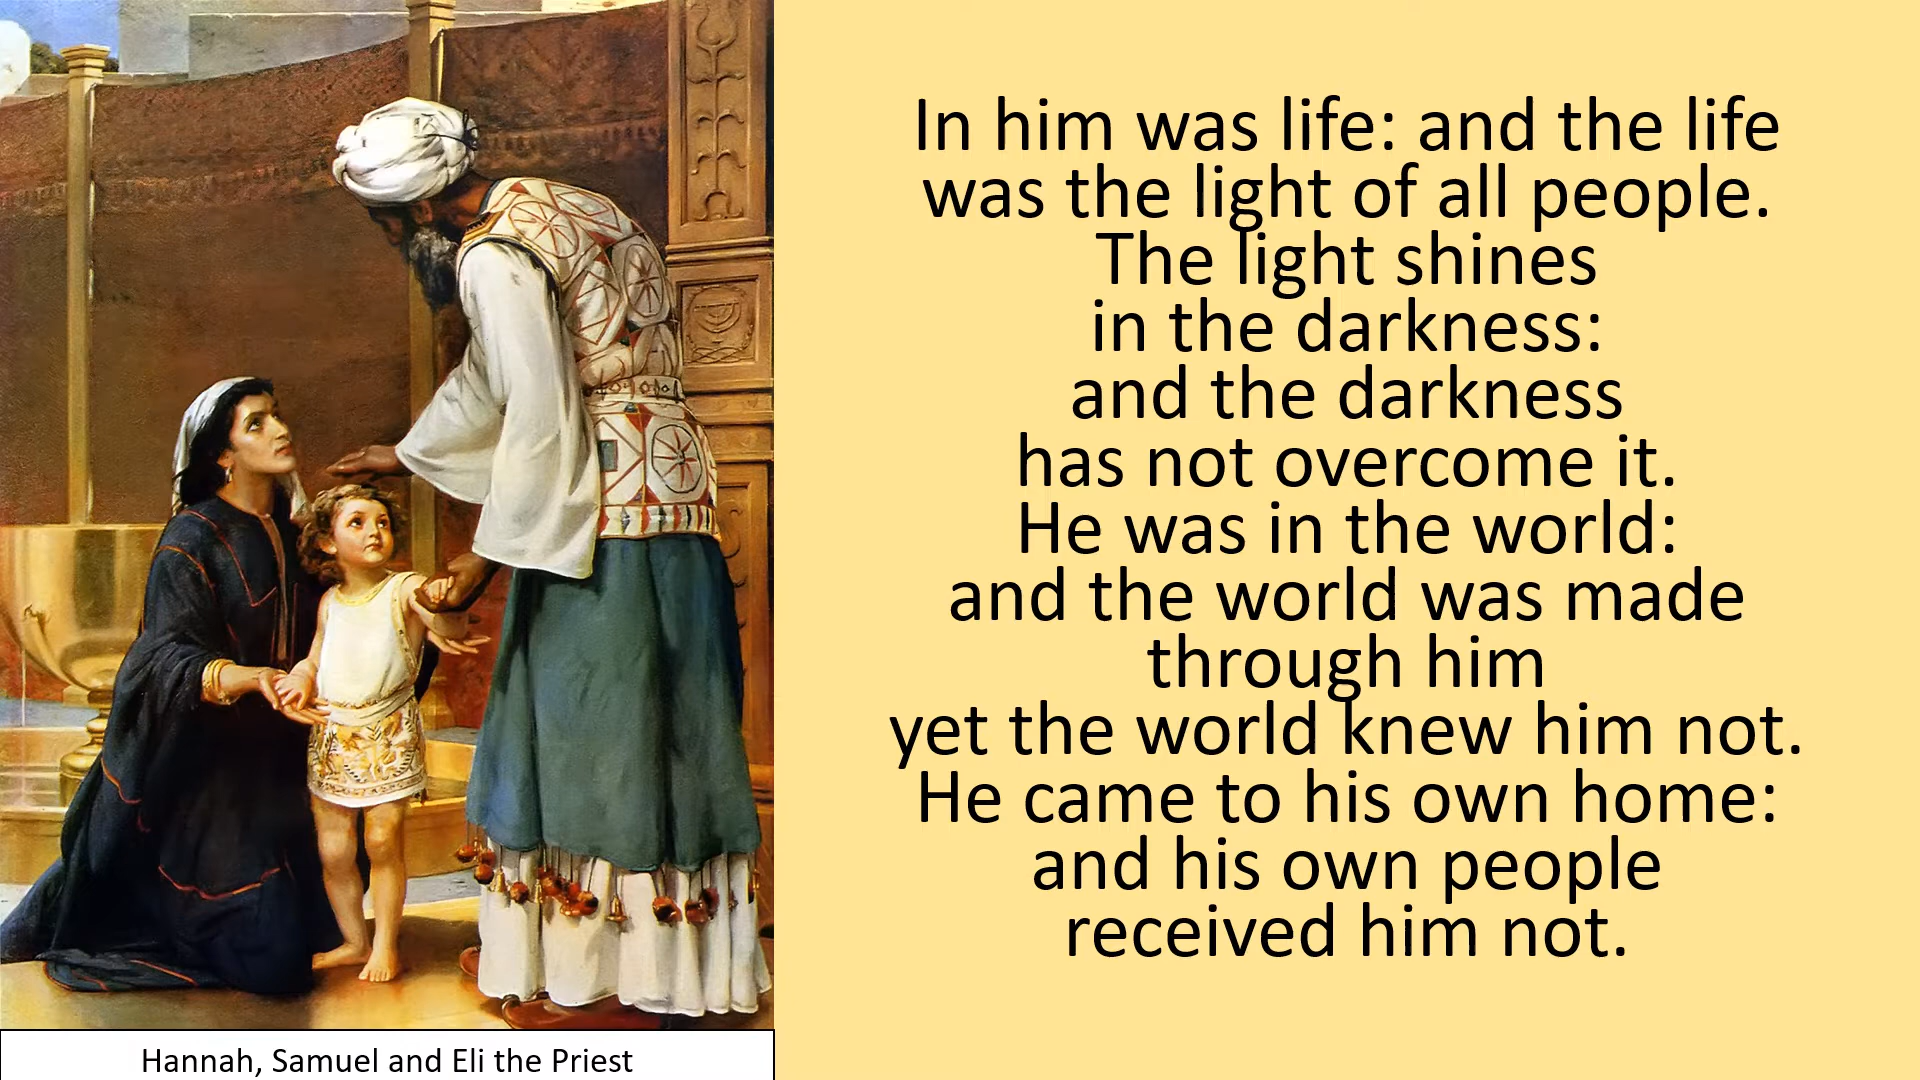 In him was life: and the life
was the light of all people.
The light shines
in the darkness:
and the darkness
has not overcome it.
He was in the world:
and the world was made
through him
yet the world knew him not.
He came to his own home:
and his own people
received him not.
Hannah, Samuel and Eli the Priest